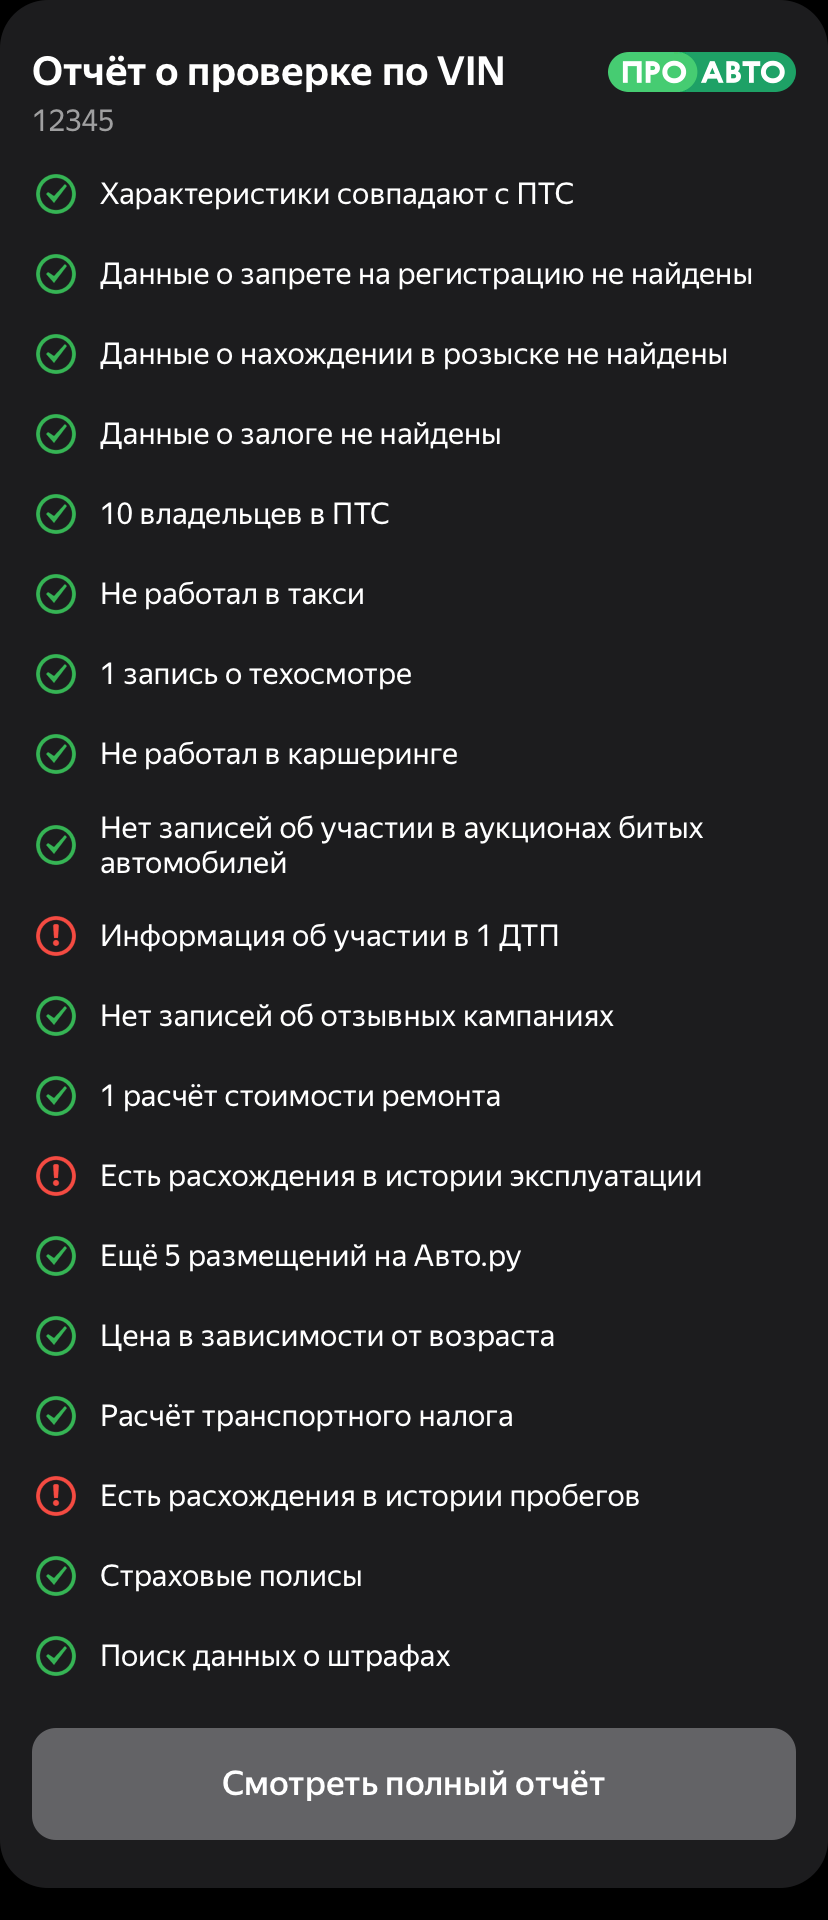 Отчёт о проверке по VIN
ПРО АВТО
12345
Характеристики совпадают с ПТС
Данные о запрете на регистрацию не найдены
Данные о нахождении в розыске не найдены
Данные о залоге не найдены
10 владельцев в ПТС
Не работал в такси
1 запись о техосмотре
Не работал в каршеринге
Нет записей об участии в аукционах битых
автомобилей
Информация об участии в 1 ДТП
Нет записей об отзывных кампаниях
1 расчёт стоимости ремонта
Есть расхождения в истории эксплуатации
Ещё 5 размещений на Авто.ру
Цена в зависимости от возраста
Расчёт транспортного налога
Есть расхождения в истории пробегов
Страховые полисы
Поиск данных о штрафах
Смотреть полный отчёт